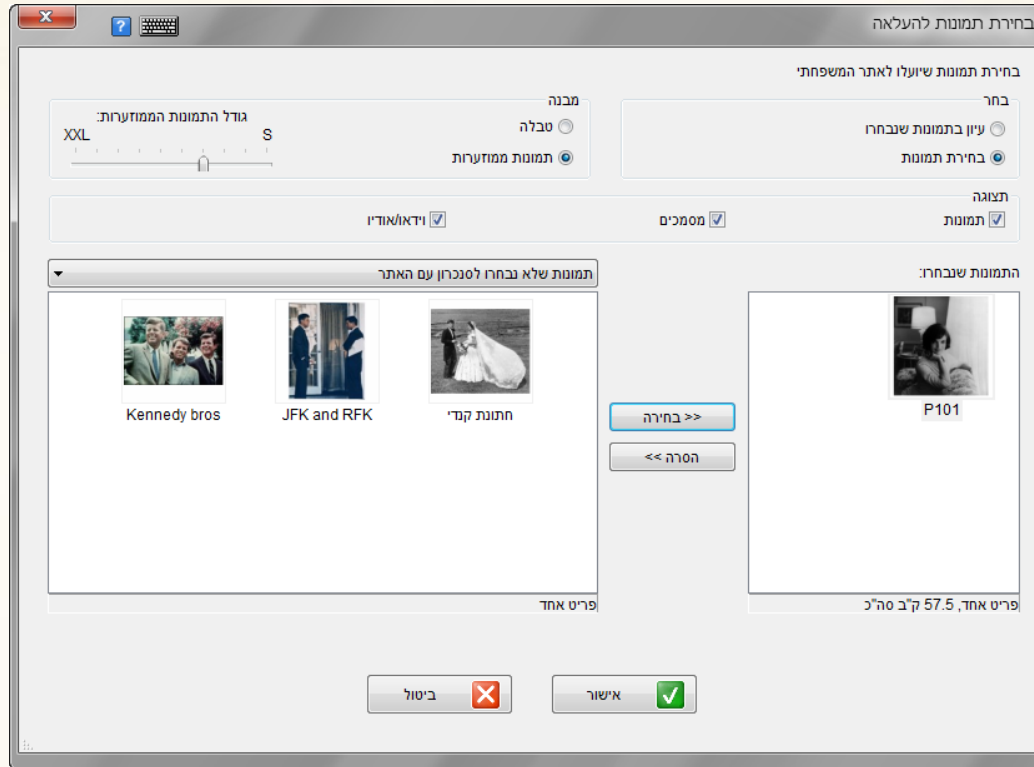 בחירת תמונות להעלאה
בחירת תמונות שיועלו לאתר המשפחתי
בחר
עיון בתמונות שנבחרו
בחירת תמונות
מבנה
טבלה
תמונות ממוזערות
גודל התמונות הממוזערות:
S XXL
תצוגה
תמונות
מסמכים
וידאו/אודיו
התמונות שנבחרו:
P101
פריט אחד, 57.5 ק"ב סה"כ
<< בחירה
הסרה >>
תמונות שלא נבחרו לסנכרון עם האתר
חתונת קנדי
JFK and RFK
Kennedy bros
פריט אחד
אישור
ביטול